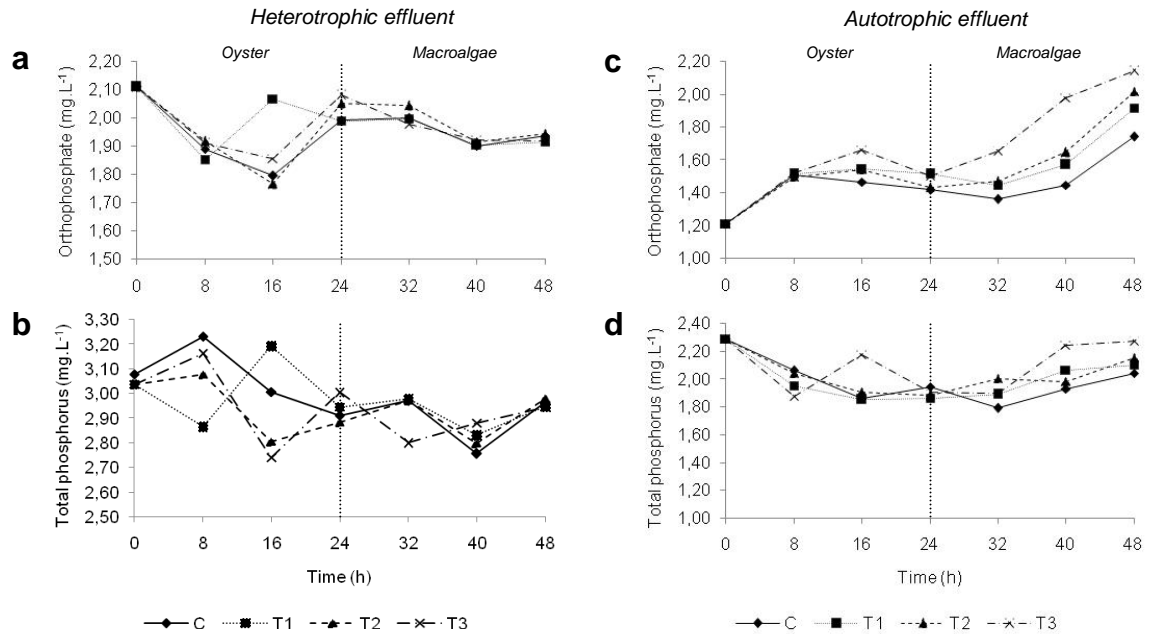 Heterotrophic effluent
Autotrophic effluent
a
Oyster
Macroalgae
Orthophosphate (mg.L-1)
2,20
2,10
2,00
1,90
1,80
1,70
1,60
1,50
0 8 16 24 32 40 48
c
Oyster
Macroalgae
Orthophosphate (mg.L-1)
2,20
2,00
1,80
1,60
1,40
1,20
1,00
0 8 16 24 32 40 48
b
Total phosphorus (mg.L-1)
3,30
3,20
3,10
3,00
2,90
2,80
2,70
2,60
2,50
0 8 16 24 32 40 48
Time (h)
C T1 T2 T3
d
Total phosphorus (mg.L-1)
2,40
2,20
2,00
1,80
1,60
1,40
1,20
1,00
0 8 16 24 32 40 48
Time (h)
C T1 T2 T3